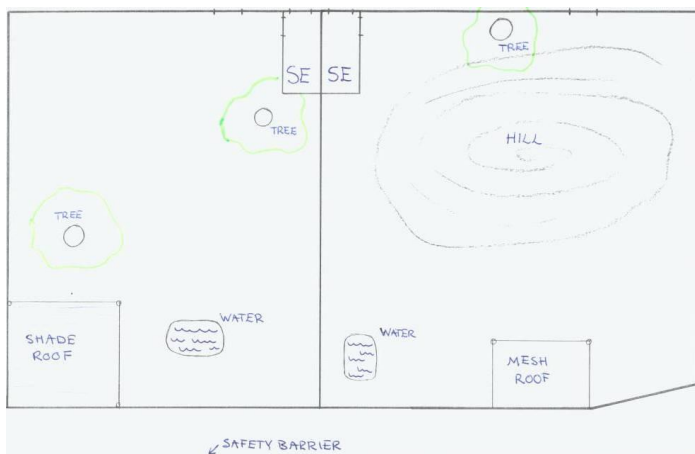 SE
SE
TREE
TREE
HILL
TREE
WATER
WATER
SHADE
ROOF
MESH
ROOF
SAFETY BARRIER